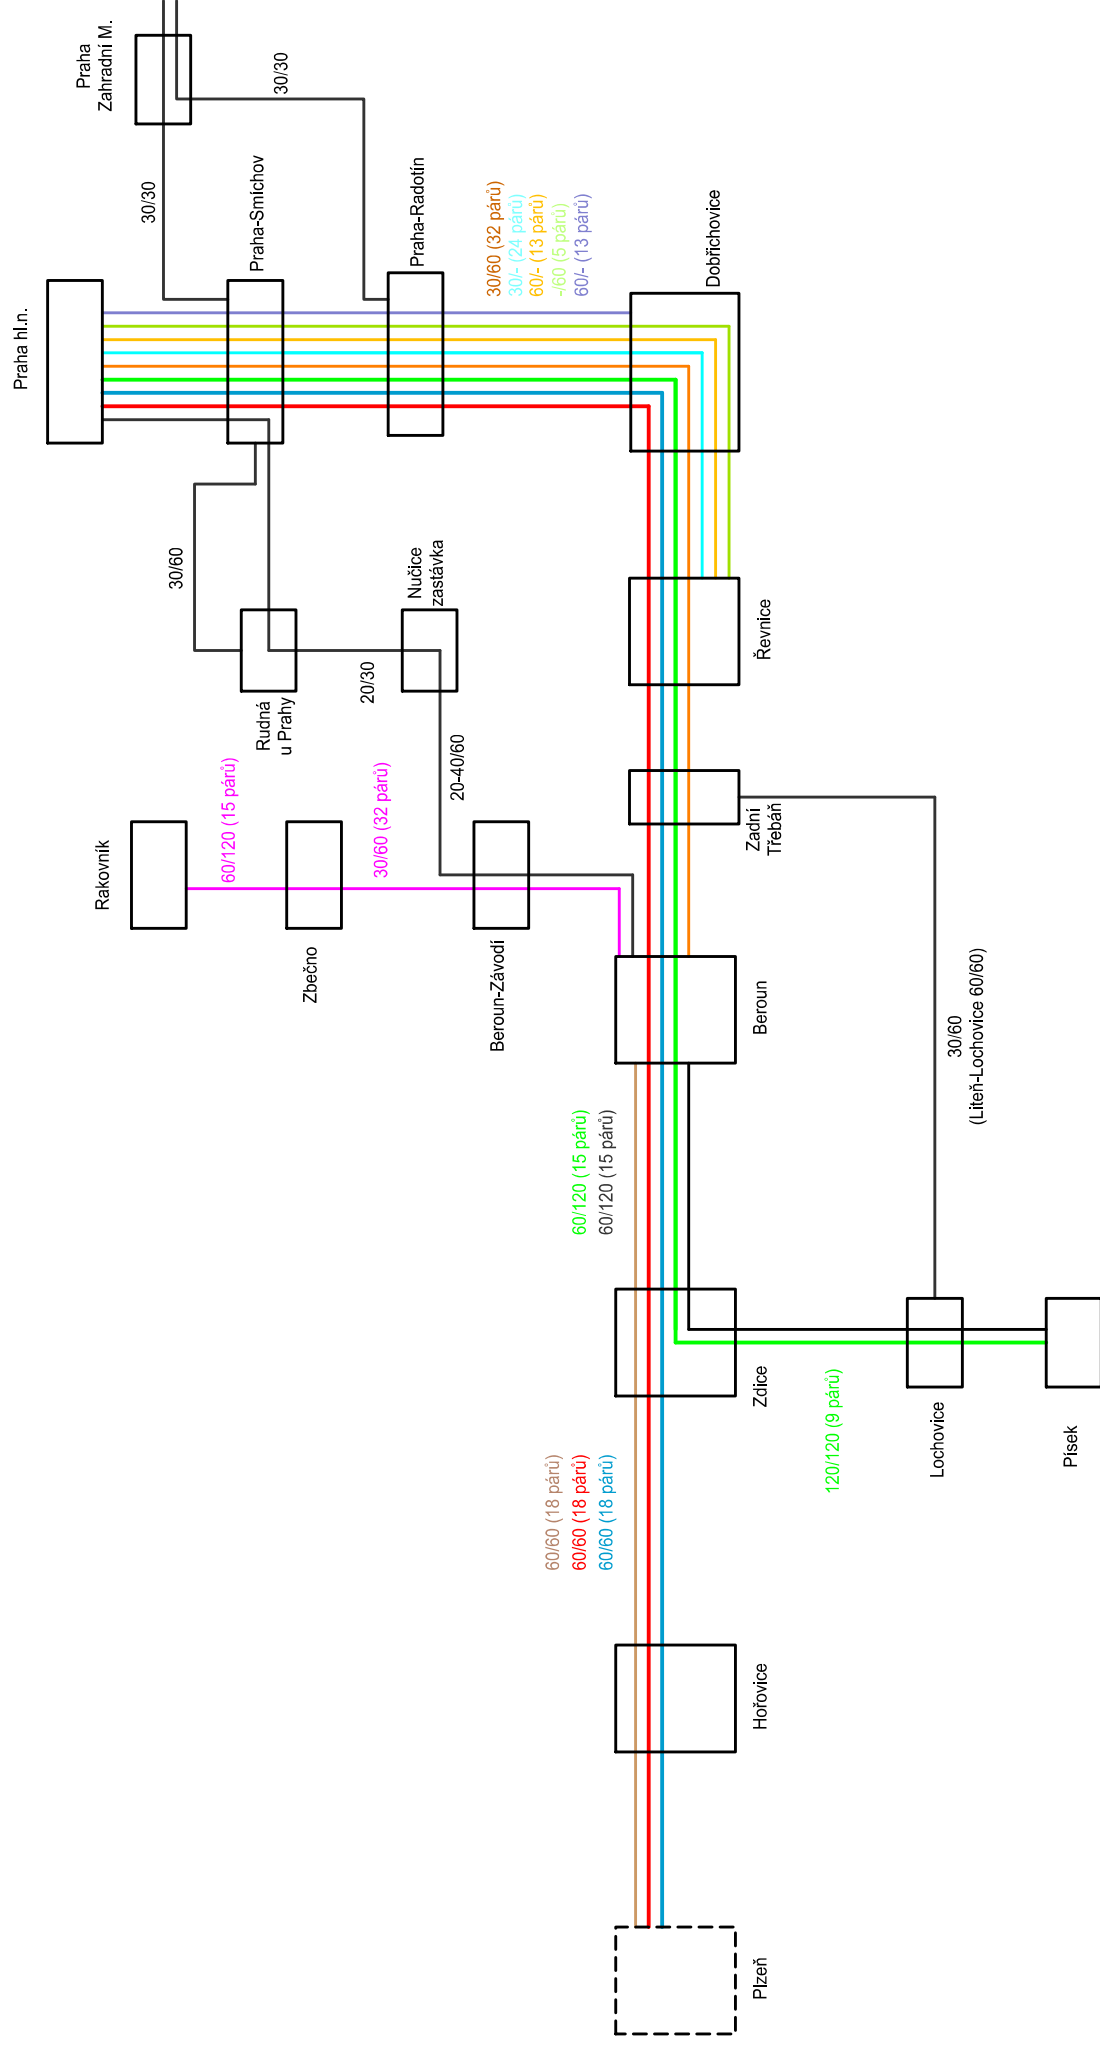 Praha
Zahradní M.
30/30
30/30
Praha hl.n.
Praha-Smíchov
Praha-Radotín
30/60 (32 párů)
30/- (24 párů)
60/- (13 párů)
-/60 (5 párů)
60/- (13 párů)
Dobřichovice
30/60
Nučice
zastávka
Řevnice
Rudná
u Prahy
20/30
20-40/60
60/120 (15 párů)
30/60 (32 párů)
Rakovník
Zbečno
Beroun-Závodí
Zadní
Třebáň
Beroun
30/60
(Liteň-Lochovice 60/60)
60/120 (15 párů)
60/120 (15 párů)
Zdice
120/120 (9 párů)
Lochovice
Písek
60/60 (18 párů)
60/60 (18 párů)
60/60 (18 párů)
Hořovice
Plzeň